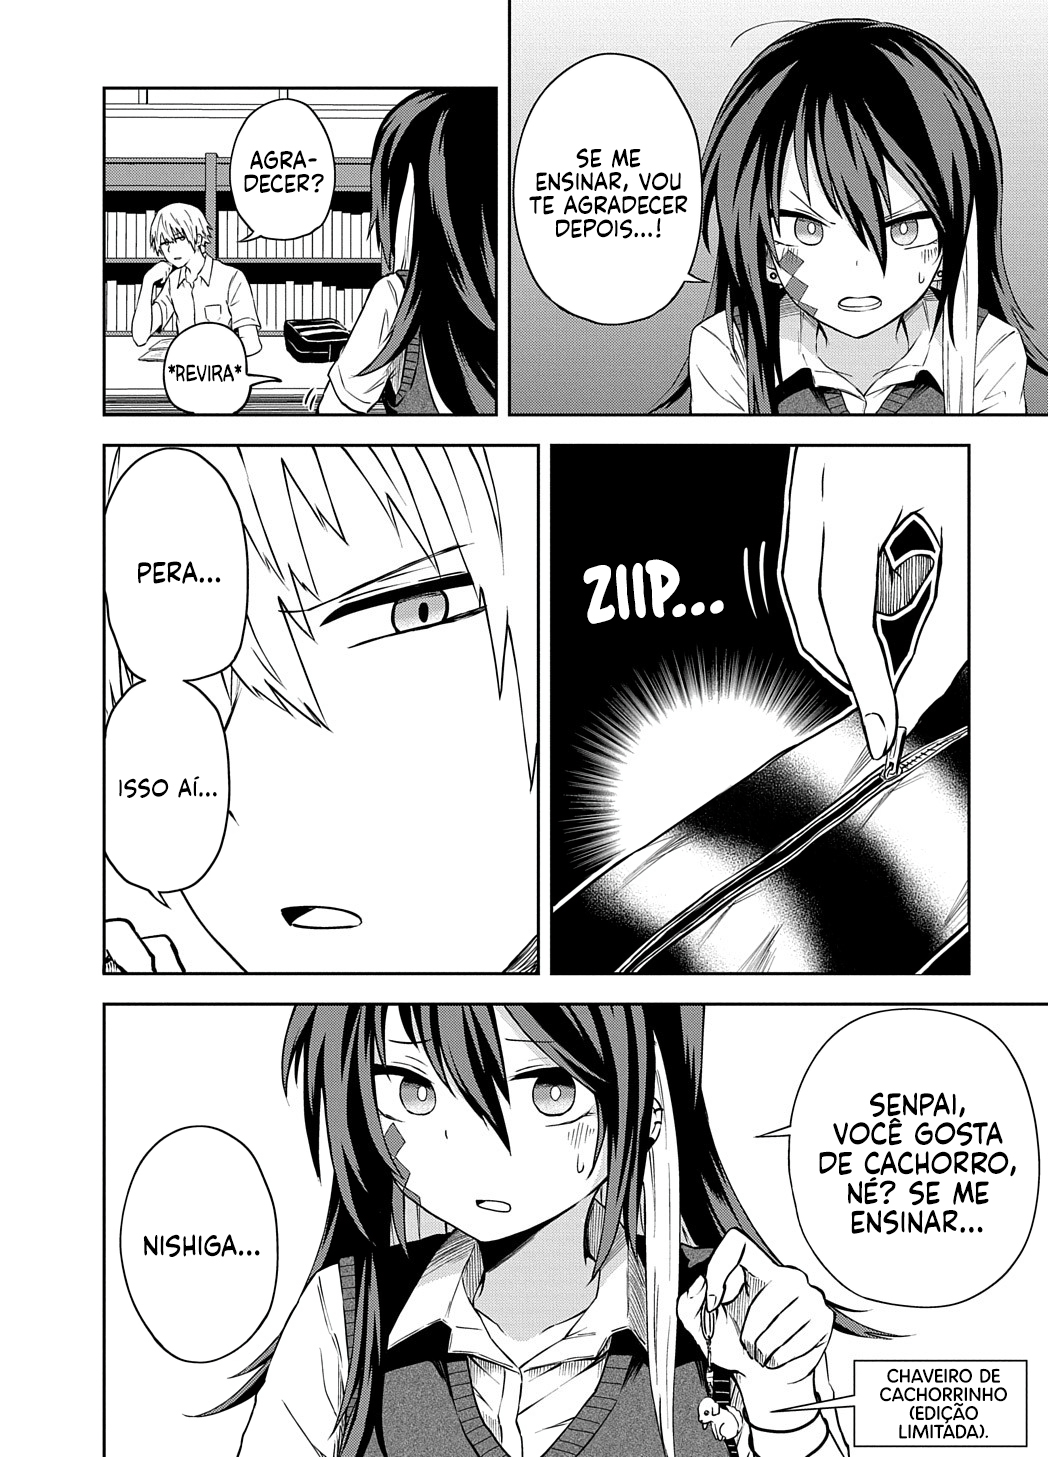 SE ME
ENSINAR, VOU
TE AGRADECER
DEPOIS...!
AGRA-
DECER?
*REVIRA*
ZIIP...
PERA...
ISSO AÍ...
SENPAI,
VOCÊ GOSTA
DE CACHORRO,
NÉ? SE ME
ENSINAR...
CHAVEIRO DE
CACHORRINHO
(EDIÇÃO
LIMITADA).
NISHIGA...